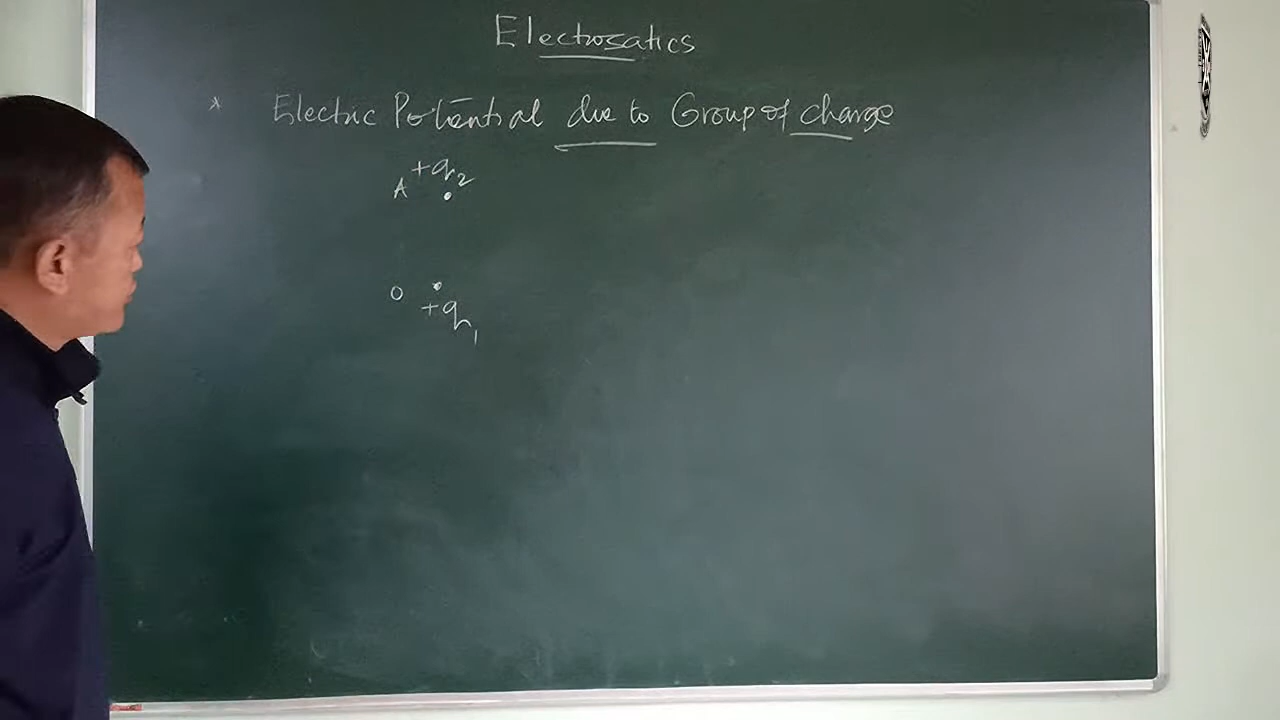 Electrosatics
* Electric Potential due to Group of charge
+q2
A
O
+q1